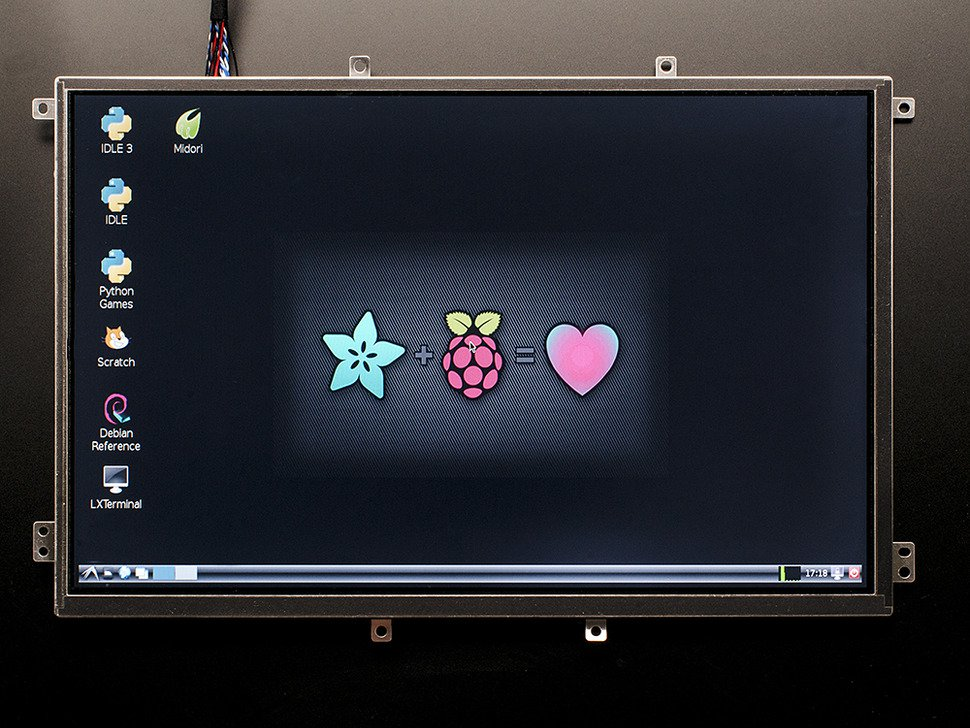 IDLE 3
Midori
IDLE
Python
Games
Scratch
Debian
Reference
LXTerminal
+
=
17:18